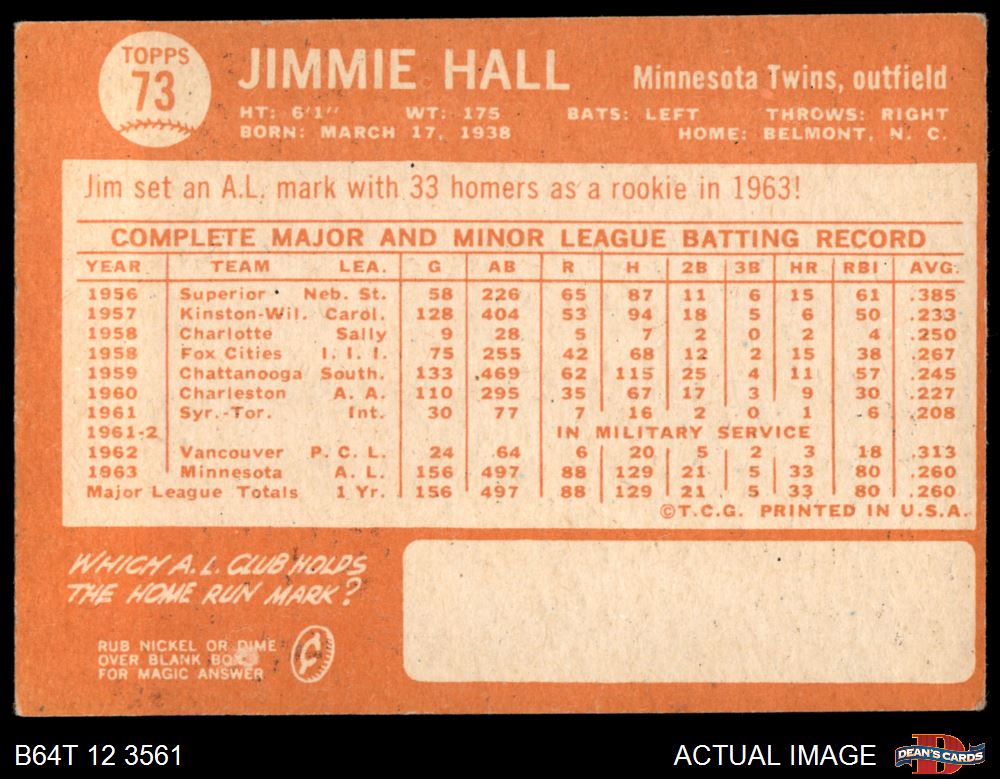 TOPPS
73
JIMMIE HALL
Minnesota Twins, outfield
HT: 6'1" WT: 175 BATS: LEFT THROWS: RIGHT
BORN: MARCH 17, 1938 HOME: BELMONT, N. C.
Jim set an A.L. mark with 33 homers as a rookie in 1963!
COMPLETE MAJOR AND MINOR LEAGUE BATTING RECORD
YEAR TEAM LEA. G AB R H 2B 3B HR RBI AVG.
1956 Superior Neb. St. 58 226 65 87 11 6 15 61 .385
1957 Kinston-Wil. Carol. 128 404 53 94 18 5 6 50 .233
1958 Charlotte Sally 9 28 5 7 2 0 2 4 .250
1958 Fox Cities I. I. I. 75 255 42 68 12 2 15 38 .267
1959 Chattanooga South. 133 469 62 115 25 4 11 57 .245
1960 Charleston A. A. 110 295 35 67 17 3 9 30 .227
1961 Syr.-Tor. Int. 30 77 7 16 2 0 1 6 .208
1961-2 IN MILITARY SERVICE
1962 Vancouver P. C. L. 24 64 6 20 5 2 3 18 .313
1963 Minnesota A. L. 156 497 88 129 21 5 33 80 .260
Major League Totals 1 Yr. 156 497 88 129 21 5 33 80 .260
©T.C.G. PRINTED IN U.S.A.
WHICH A. L. CLUB HOLDS
THE HOME RUN MARK?
RUB NICKEL OR DIME
OVER BLANK BOX
FOR MAGIC ANSWER
B64T 12 3561
ACTUAL IMAGE
D
DEAN'S CARDS